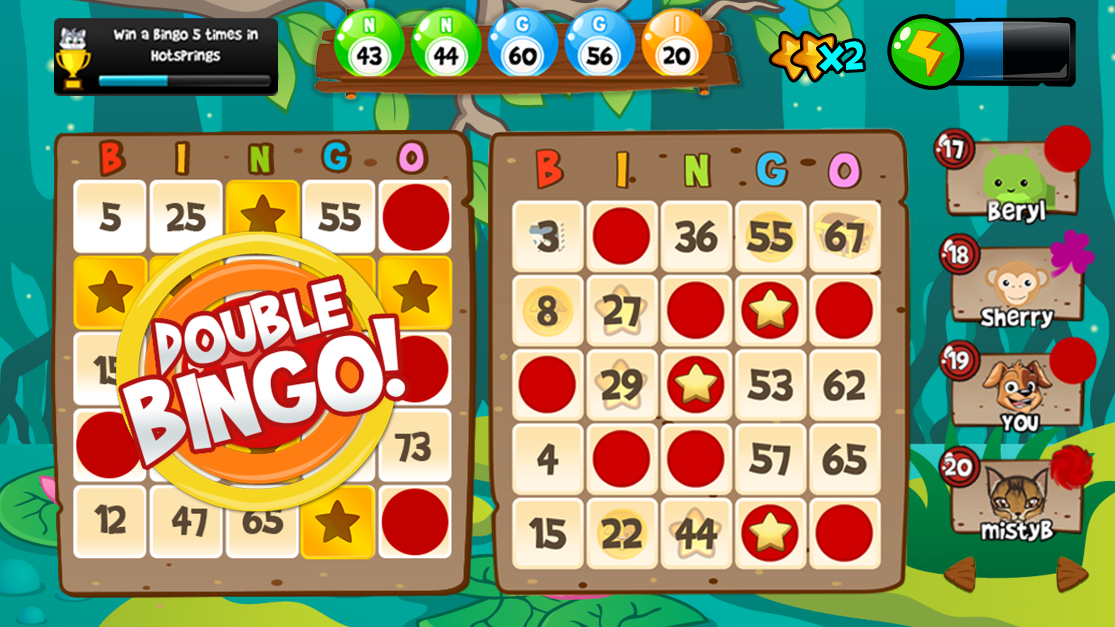 Win a Bingo 5 times in
HotSprings
N N G G I
43 44 60 56 20
x2
B I N G O
5 25 55
12 47 65
73
DOUBLE
BINGO!
B I N G O
3 36 55 67
8 27
29 53 62
4 57 65
15 22 44
17
Beryl
18
Sherry
19
YOU
20
mistyB